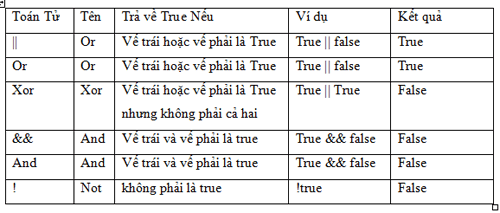 Toán Tử Tên Trả về True Nếu Ví dụ Kết quả
|| Or Vế trái hoặc vế phải là True True || false True
Or Or Vế trái hoặc vế phải là True True || false True
Xor Xor Vế trái hoặc vế phải là True True || True False
nhưng không phải cả hai
&& And Vế trái và vế phải là true True && false False
And And Vế trái và vế phải là true True && false False
! Not không phải là true !true False